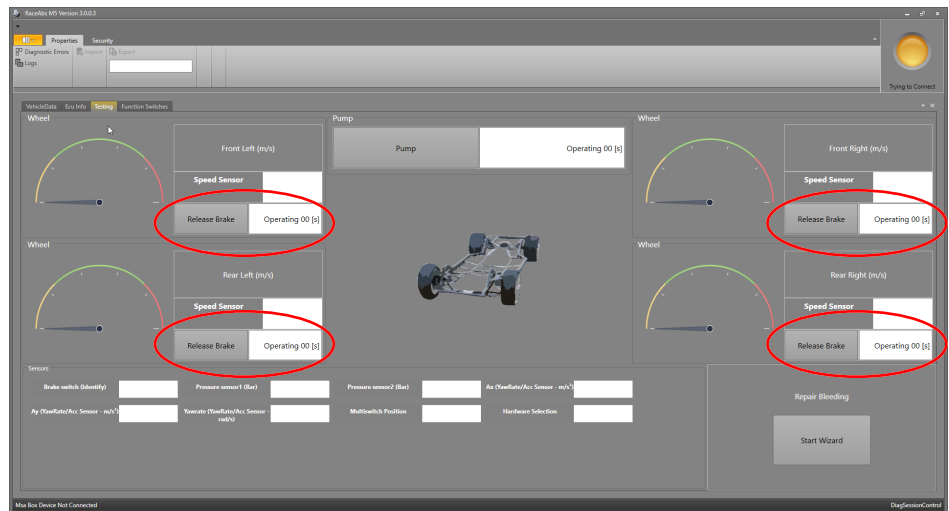 RaceAbs M5 Version 3.0.0.3
Properties Security
Diagnostic Errors Import Export
Logs
Trying to Connect
VehicleData Ecu Info Testing Function Switches
Wheel
Front Left (m/s)
Speed Sensor
Release Brake Operating 00 [s]
Pump
Pump Operating 00 [s]
Wheel
Front Right (m/s)
Speed Sensor
Release Brake Operating 00 [s]
Wheel
Rear Left (m/s)
Speed Sensor
Release Brake Operating 00 [s]
Wheel
Rear Right (m/s)
Speed Sensor
Release Brake Operating 00 [s]
Sensors
Brake switch (Identify) Pressure sensor1 (Bar) Pressure sensor2 (Bar) Ax (YawRate/Acc Sensor - m/s²)
Ay (YawRate/Acc Sensor - m/s²) Yawrate (YawRate/Acc Sensor - Multiswitch Position Hardware Selection
rad/s)
Repair Bleeding
Start Wizard
Msa Box Device Not Connected DiagSessionControl